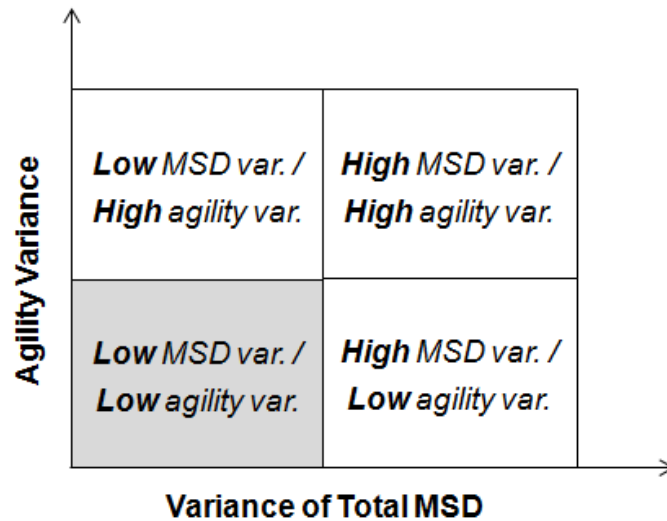 Agility Variance
Low MSD var. /
High agility var.
High MSD var. /
High agility var.
Low MSD var. /
Low agility var.
High MSD var. /
Low agility var.
Variance of Total MSD